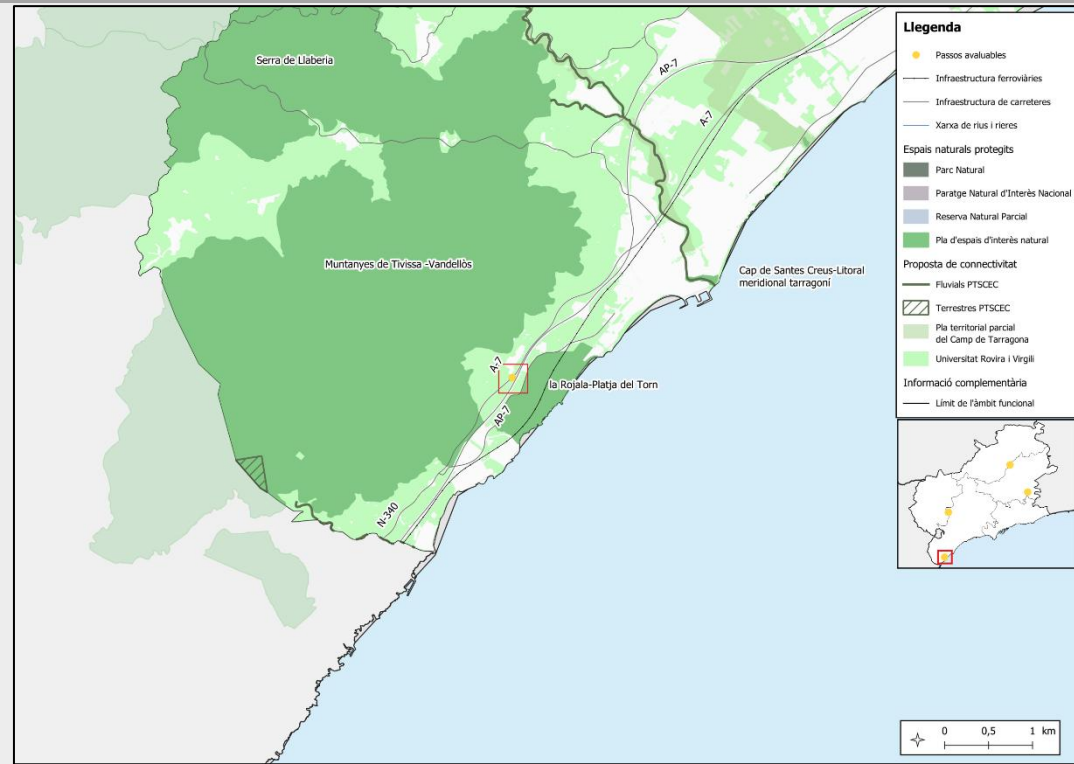 Serra de Llaberia
AP-7
A-7
Muntanyes de Tivissa -Vandellòs
Cap de Santes Creus-Litoral
meridional tarragoní
A-7
la Rojala-Platja del Torn
AP-7
N-340
Llegenda
Passos avaluables
Infraestructura ferroviàries
Infraestructura de carreteres
Xarxa de rius i rieres
Espais naturals protegits
Parc Natural
Paratge Natural d'Interès Nacional
Reserva Natural Parcial
Pla d'espais d'interès natural
Proposta de connectivitat
Fluvials PTSCEC
Terrestres PTSCEC
Pla territorial parcial
del Camp de Tarragona
Universitat Rovira i Virgili
Informació complementària
Límit de l'àmbit funcional
0 0,5 1 km